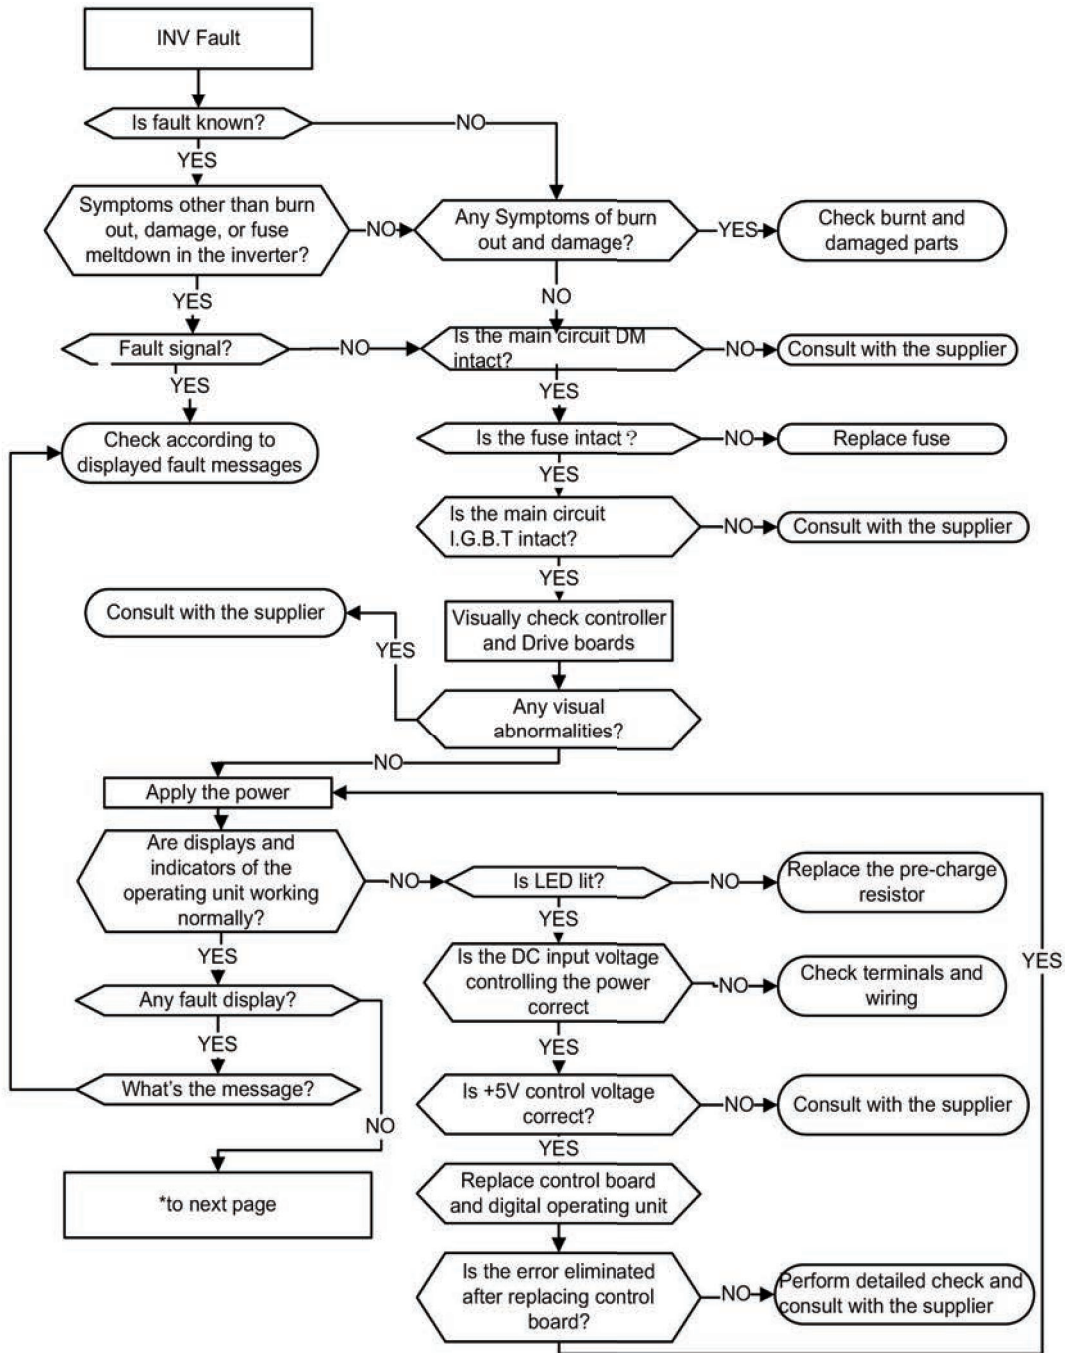 INV Fault
Is fault known?
NO
YES
Symptoms other than burn
out, damage, or fuse
meltdown in the inverter?
NO
Any Symptoms of burn
out and damage?
YES
Check burnt and
damaged parts
YES
NO
Fault signal?
NO
Is the main circuit DM
intact?
NO
Consult with the supplier
YES
YES
Check according to
displayed fault messages
Is the fuse intact?
NO
Replace fuse
YES
Is the main circuit
I.G.B.T intact?
NO
Consult with the supplier
YES
Consult with the supplier
Visually check controller
and Drive boards
YES
Any visual
abnormalities?
NO
Apply the power
Are displays and
indicators of the
operating unit working
normally?
NO
Is LED lit?
NO
Replace the pre-charge
resistor
YES
YES
YES
Any fault display?
Is the DC input voltage
controlling the power
correct
NO
Check terminals and
wiring
YES
YES
What's the message?
Is +5V control voltage
correct?
NO
Consult with the supplier
NO
YES
*to next page
Replace control board
and digital operating unit
Is the error eliminated
after replacing control
board?
NO
Perform detailed check and
consult with the supplier